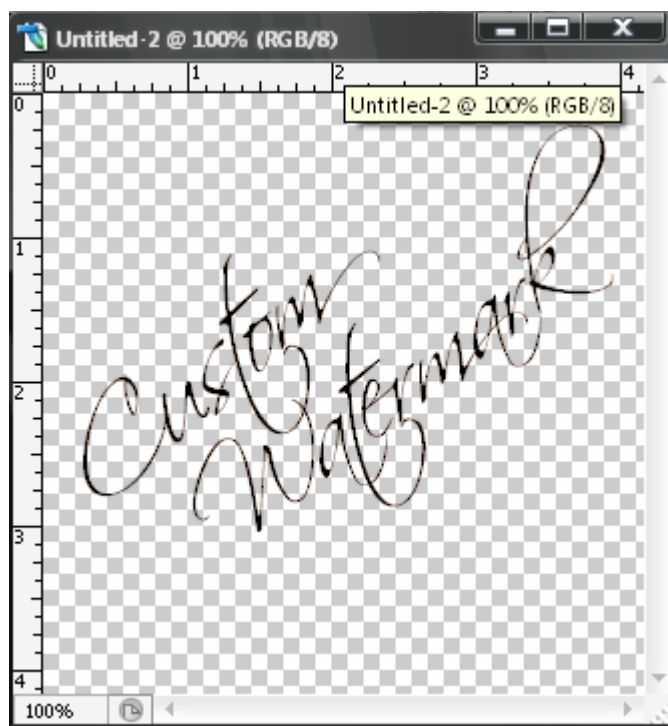 Untitled-2 @ 100% (RGB/8)
0 1 2 3 4
Untitled-2 @ 100% (RGB/8)
0
1
Custom
Watermark
2
3
4
100%